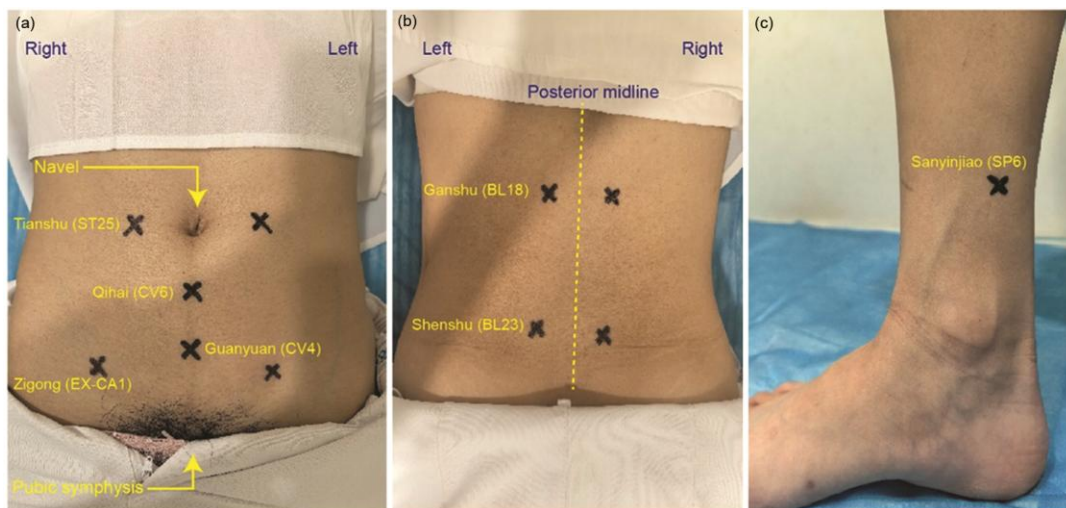 (a)
Right
Left
Navel
Tianshu (ST25)
Qihai (CV6)
Guanyuan (CV4)
Zigong (EX-CA1)
Pubic symphysis
(b)
Left
Right
Posterior midline
Ganshu (BL18)
Shenshu (BL23)
(c)
Sanyinjiao (SP6)